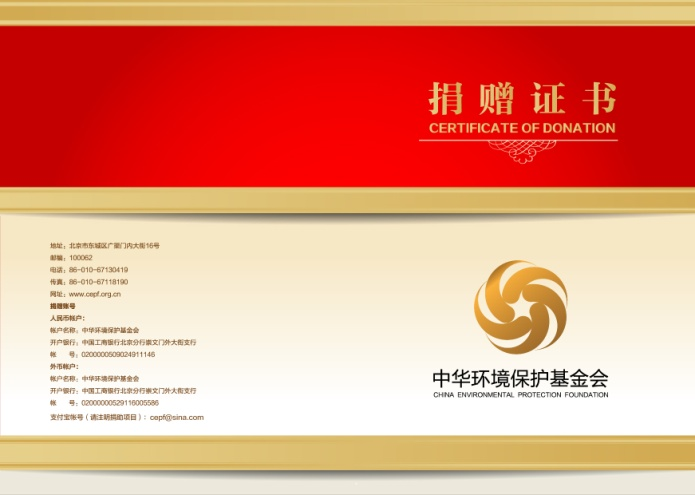 捐赠证书
CERTIFICATE OF DONATION
地址：北京市东城区广渠门内大街16号
邮编：100062
电话：86-010-67130419
传真：86-010-67118190
网址：www.cepf.org.cn
捐赠账号
人民币帐户：
帐户名称：中华环境保护基金会
开户银行：中国工商银行北京分行崇文门外大街支行
帐 号：0200000509024911146
外币帐户：
帐户名称：中华环境保护基金会
开户银行：中国工商银行北京分行崇文门外大街支行
帐 号：02000000529116005586
支付宝帐号（请注明捐助项目）：cepf@sina.com
中华环境保护基金会
CHINA ENVIRONMENTAL PROTECTION FOUNDATION